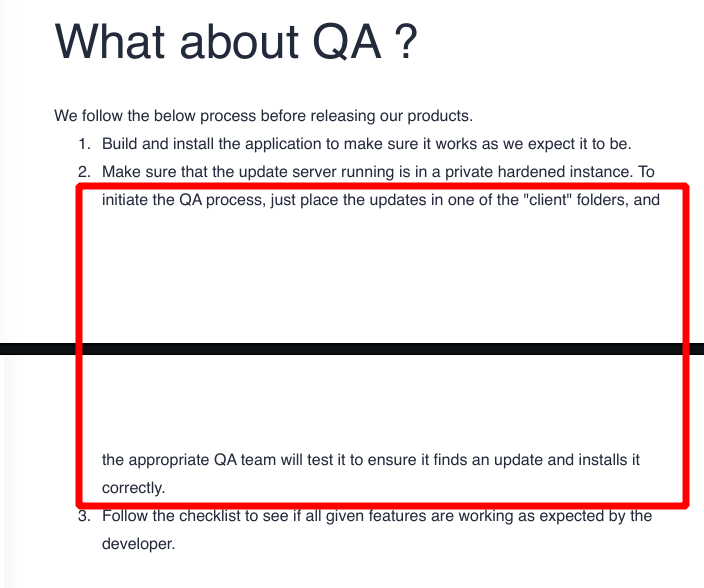 What about QA ?
We follow the below process before releasing our products.
1. Build and install the application to make sure it works as we expect it to be.
2. Make sure that the update server running is in a private hardened instance. To
initiate the QA process, just place the updates in one of the "client" folders, and
the appropriate QA team will test it to ensure it finds an update and installs it
correctly.
3. Follow the checklist to see if all given features are working as expected by the
developer.